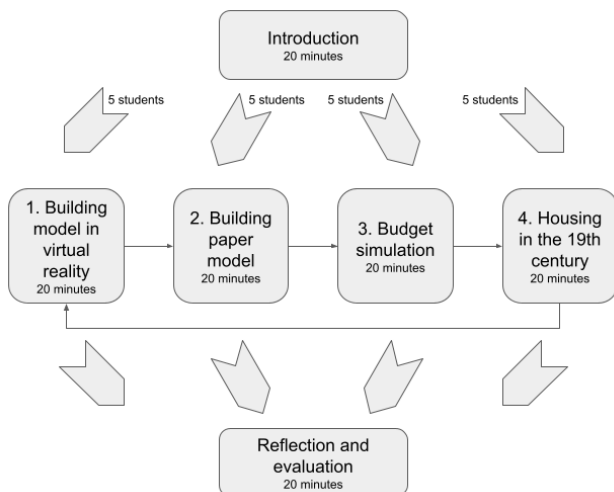 Introduction
20 minutes
5 students
5 students
5 students
5 students
1. Building
model in
virtual
reality
20 minutes
2. Building
paper
model
20 minutes
3. Budget
simulation
20 minutes
4. Housing
in the 19th
century
20 minutes
Reflection and
evaluation
20 minutes